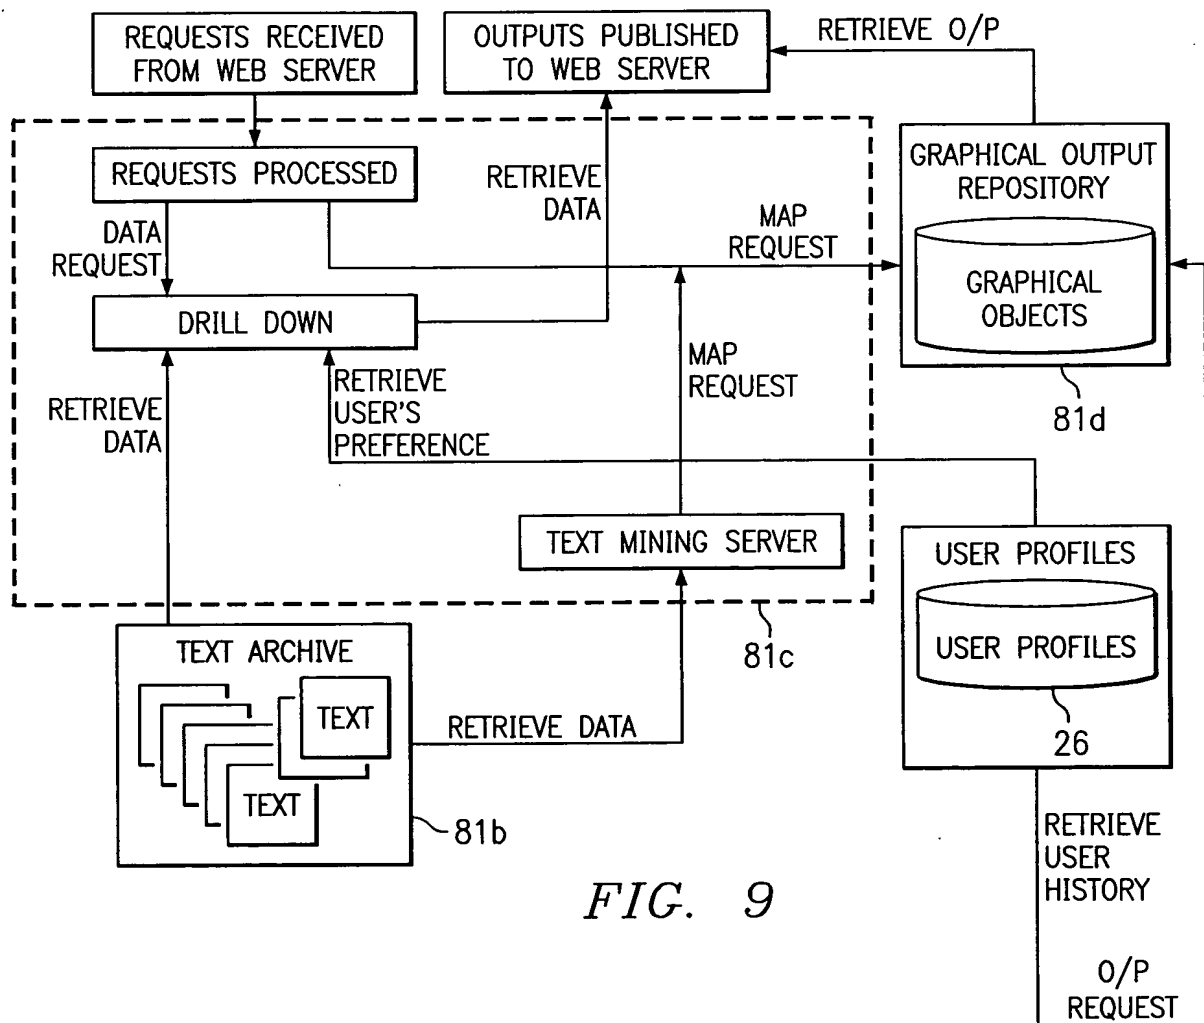 REQUESTS RECEIVED
FROM WEB SERVER
OUTPUTS PUBLISHED
TO WEB SERVER
RETRIEVE O/P
REQUESTS PROCESSED
RETRIEVE
DATA
GRAPHICAL OUTPUT
REPOSITORY
DATA
REQUEST
MAP
REQUEST
GRAPHICAL
OBJECTS
DRILL DOWN
RETRIEVE
DATA
RETRIEVE
USER'S
PREFERENCE
MAP
REQUEST
81d
TEXT MINING SERVER
USER PROFILES
USER PROFILES
26
81c
TEXT ARCHIVE
TEXT
TEXT
RETRIEVE DATA
81b
RETRIEVE
USER
HISTORY
FIG. 9
O/P
REQUEST